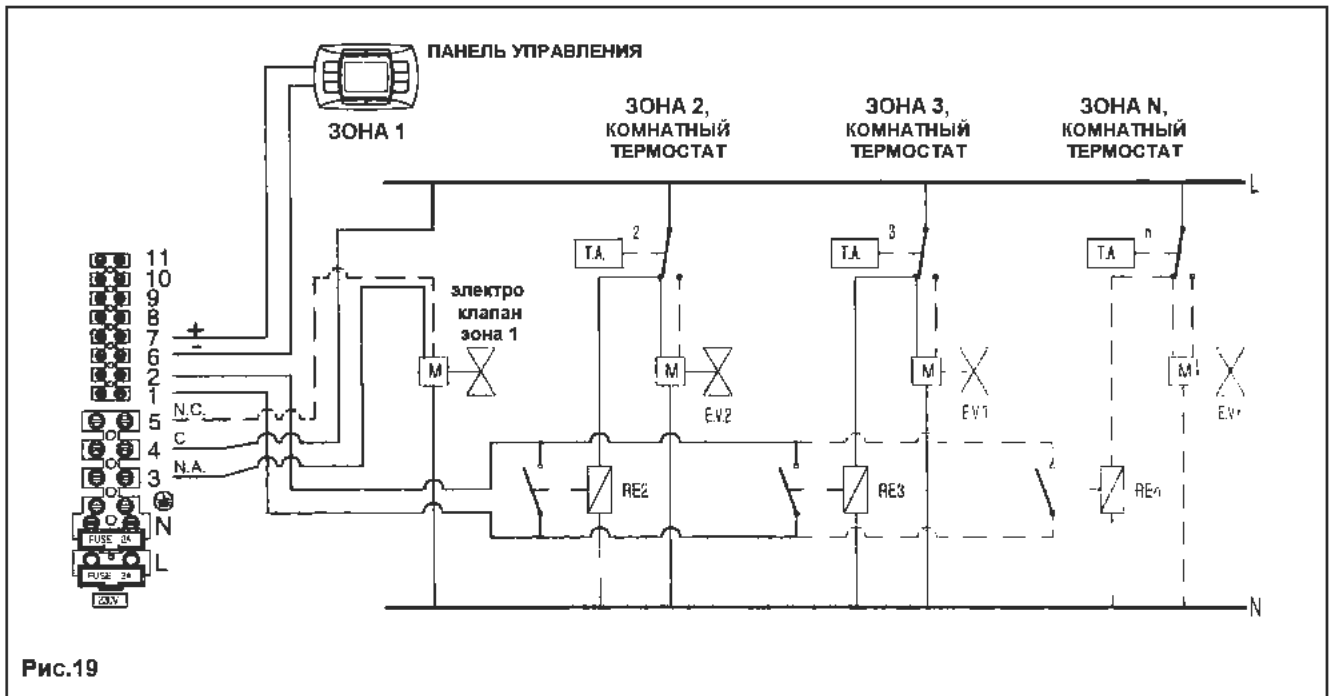 ПАНЕЛЬ УПРАВЛЕНИЯ
ЗОНА 1
ЗОНА 2,
КОМНАТНЫЙ
ТЕРМОСТАТ
ЗОНА 3,
КОМНАТНЫЙ
ТЕРМОСТАТ
ЗОНА N,
КОМНАТНЫЙ
ТЕРМОСТАТ
L
2
T.A.
3
T.A.
n
T.A
11
10
9
8
7
+
6
-
2
1
5
N.C.
4
C
3
N.A.
N
FUSE 2A
L
FUSE 2A
230V
электро
клапан
зона 1
M
M
E.V.2
M
M
RE2
RE3
REn
N
Рис.19